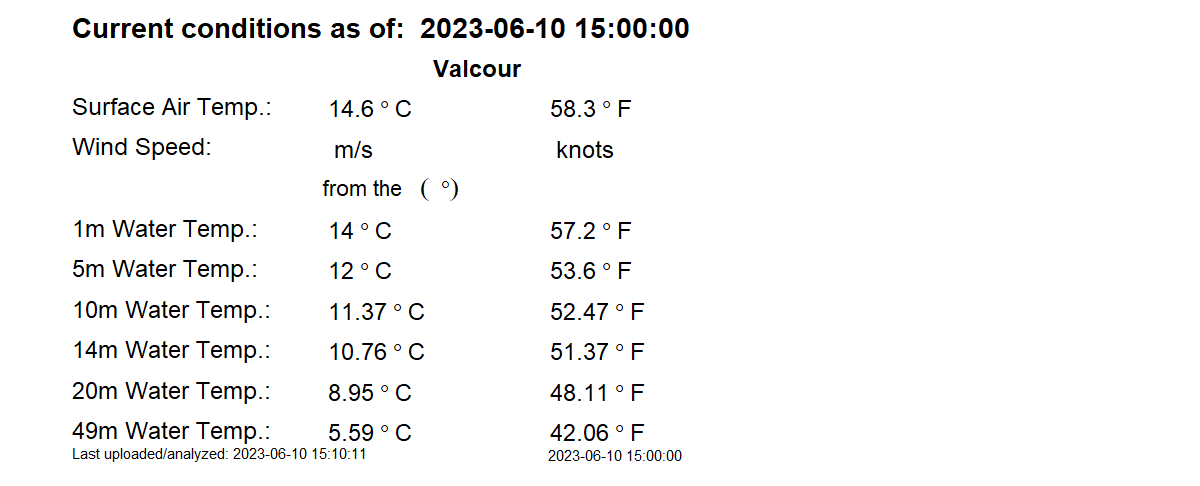 Current conditions as of: 2023-06-10 15:00:00
Valcour
Surface Air Temp.: 14.6 ° C 58.3 ° F
Wind Speed: m/s knots
from the ( °)
1m Water Temp.: 14 ° C 57.2 ° F
5m Water Temp.: 12 ° C 53.6 ° F
10m Water Temp.: 11.37 ° C 52.47 ° F
14m Water Temp.: 10.76 ° C 51.37 ° F
20m Water Temp.: 8.95 ° C 48.11 ° F
49m Water Temp.: 5.59 ° C 42.06 ° F
Last uploaded/analyzed: 2023-06-10 15:10:11 2023-06-10 15:00:00